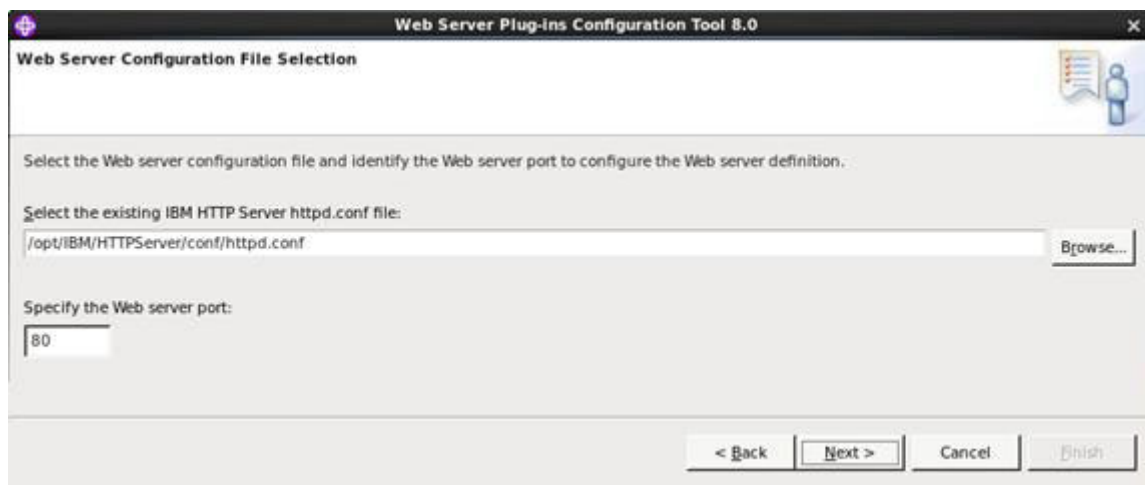 Web Server Plug-ins Configuration Tool 8.0
Web Server Configuration File Selection
Select the Web server configuration file and identify the Web server port to configure the Web server definition.
Select the existing IBM HTTP Server httpd.conf file:
/opt/IBM/HTTPServer/conf/httpd.conf
Browse...
Specify the Web server port:
80
< Back Next > Cancel Finish